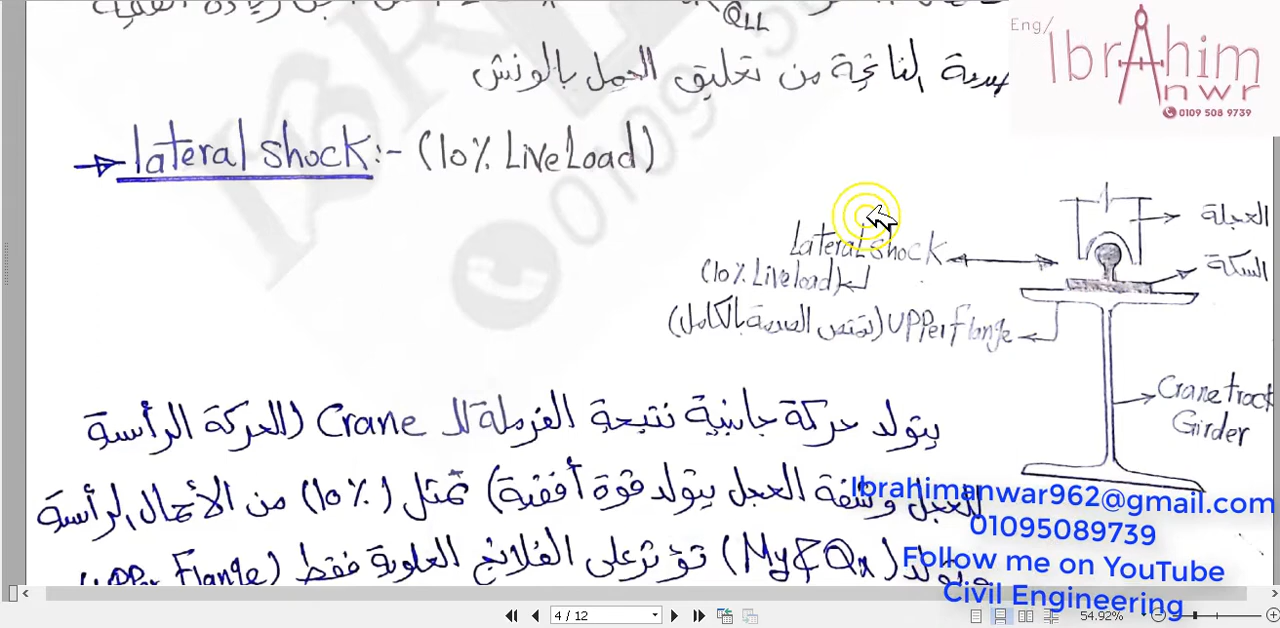 QLL
الناتجة من تعليق الحمل بالونش
lateral shock:- (10% Live Load)
Lateral shock
(10% Live load)
Upper flange (تمتص الصدمة بالكامل)
العجلة
السكة
Crane track
Girder
يتولد حركة جانبية نتيجة الفرملة للـ Crane (الحركة الرأسية
للعجل وشفة العجل يتولد قوة أفقية) تمثل (10%) من الأحمال الرأسية
(My & Qx) تؤثر على الفلانج العلوية فقط (Upper Flange)
Eng/
IbrAhim
Anwr
0109 508 9739
Ibrahimanwar962@gmail.com
01095089739
Follow me on YouTube
Civil Engineering
4 / 12
54.92%